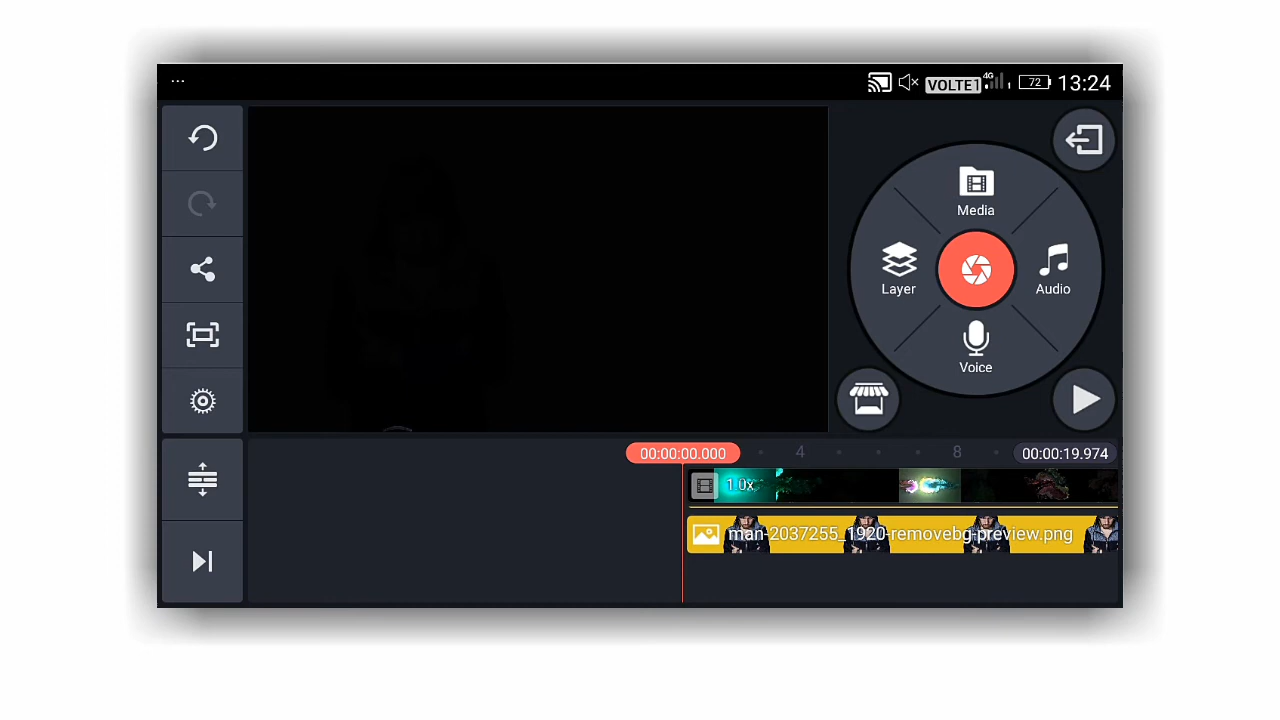 ...
VOLTE1 4G 72 13:24
Media
Layer
Audio
Voice
00:00:00.000 4 8 00:00:19.974
1.0x
man-2037255_1920-removebg-preview.png